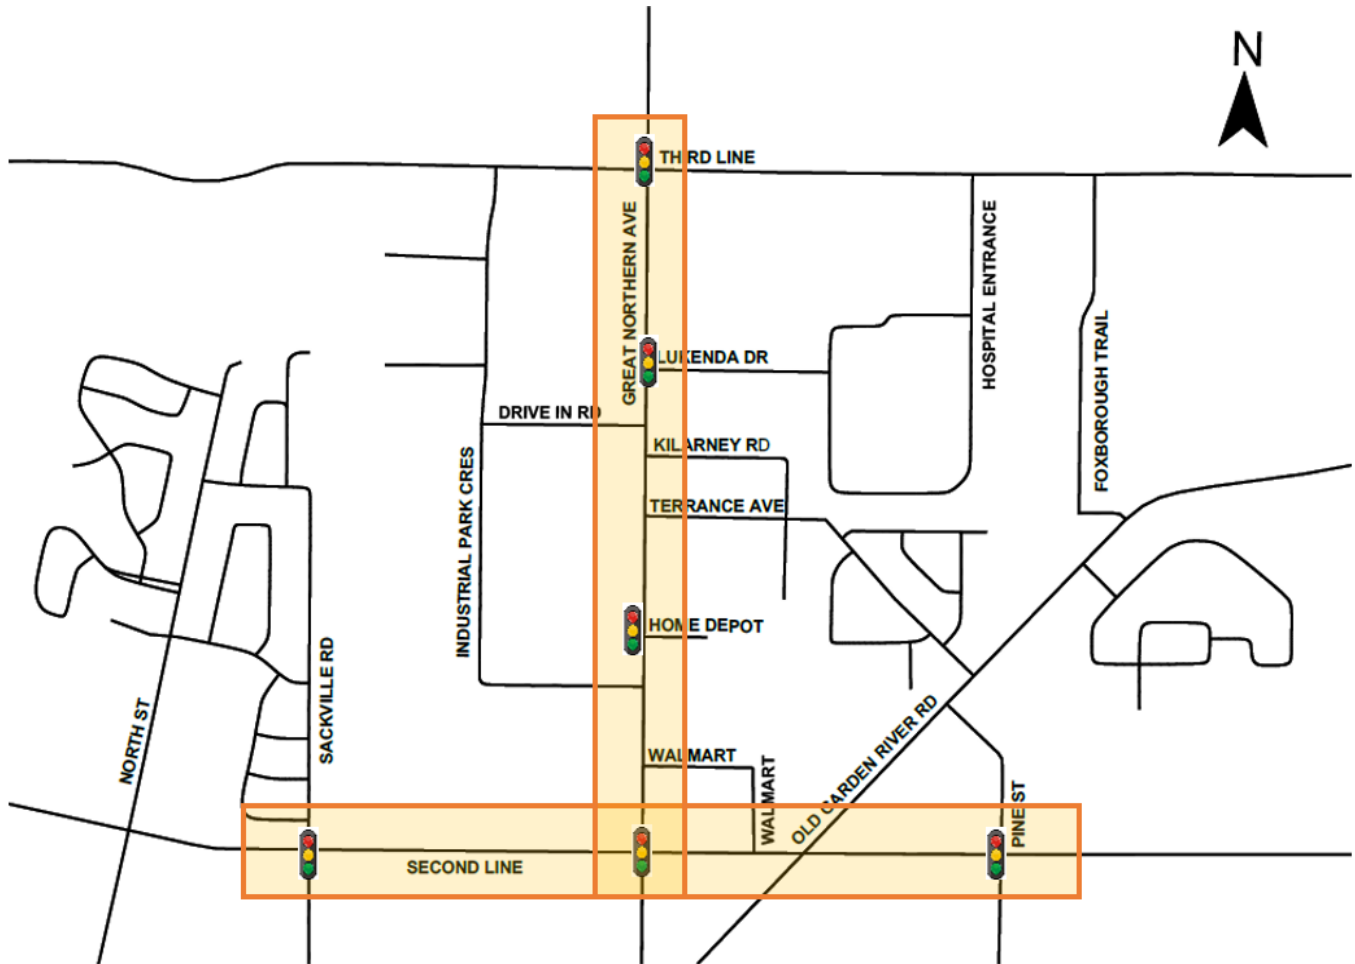 N
THIRD LINE
GREAT NORTHERN AVE
HOSPITAL ENTRANCE
LUKENDA DR
FOXBOROUGH TRAIL
DRIVE IN RD
KILARNEY RD
INDUSTRIAL PARK CRES
TERRANCE AVE
HOME DEPOT
SACKVILLE RD
NORTH ST
OLD GARDEN RIVER RD
WALMART
WALMART
PINE ST
SECOND LINE